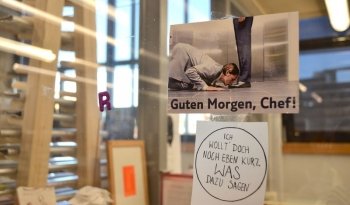 Guten Morgen, Chef!
R
ICH
WOLLT DOCH
NOCH EBEN KURZ
WAS
DAZU SAGEN